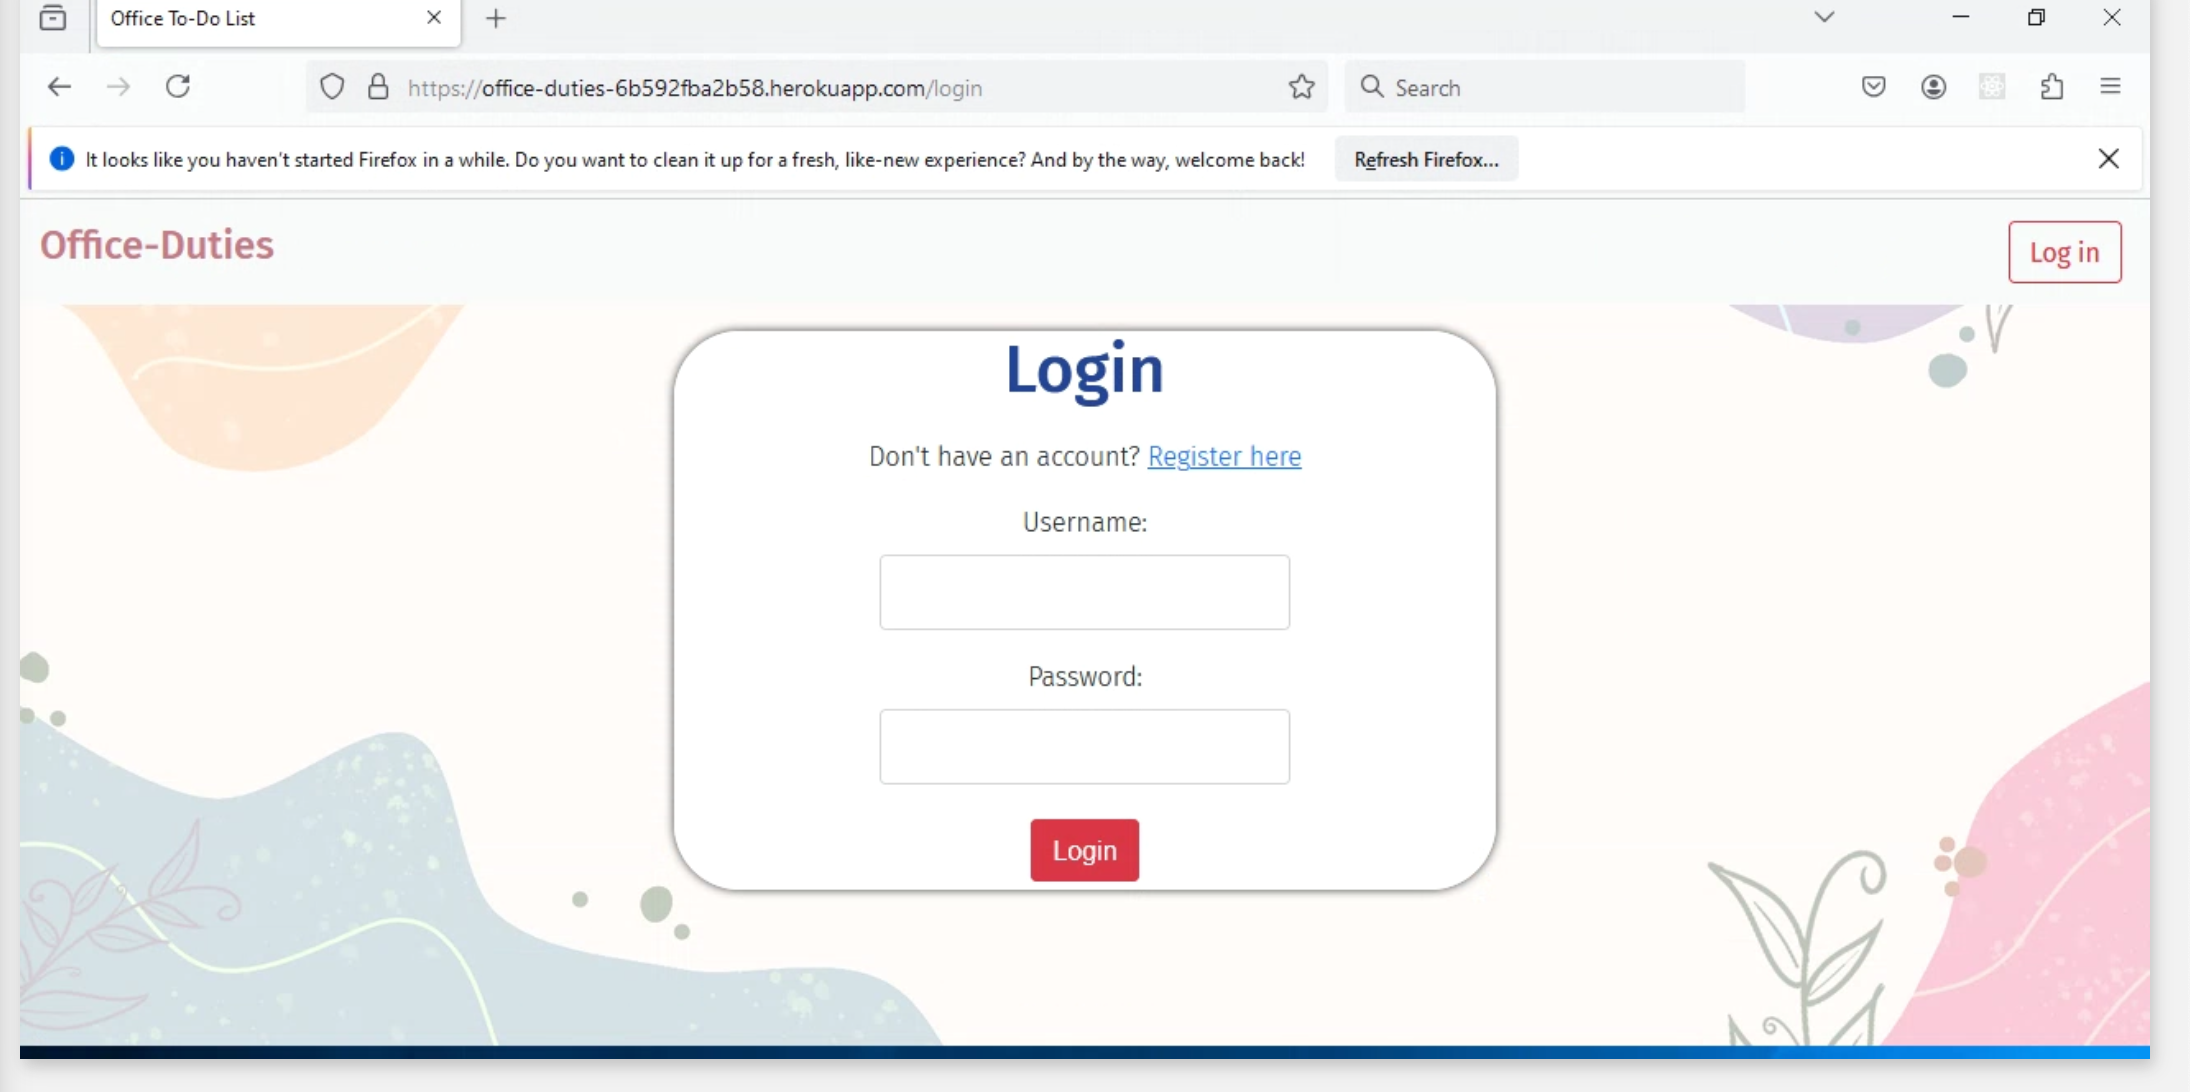 Office To-Do List
https://office-duties-6b592fba2b58.herokuapp.com/login
Search
It looks like you haven't started Firefox in a while. Do you want to clean it up for a fresh, like-new experience? And by the way, welcome back!
Refresh Firefox...
Office-Duties
Log in
Login
Don't have an account? Register here
Username:
Password:
Login